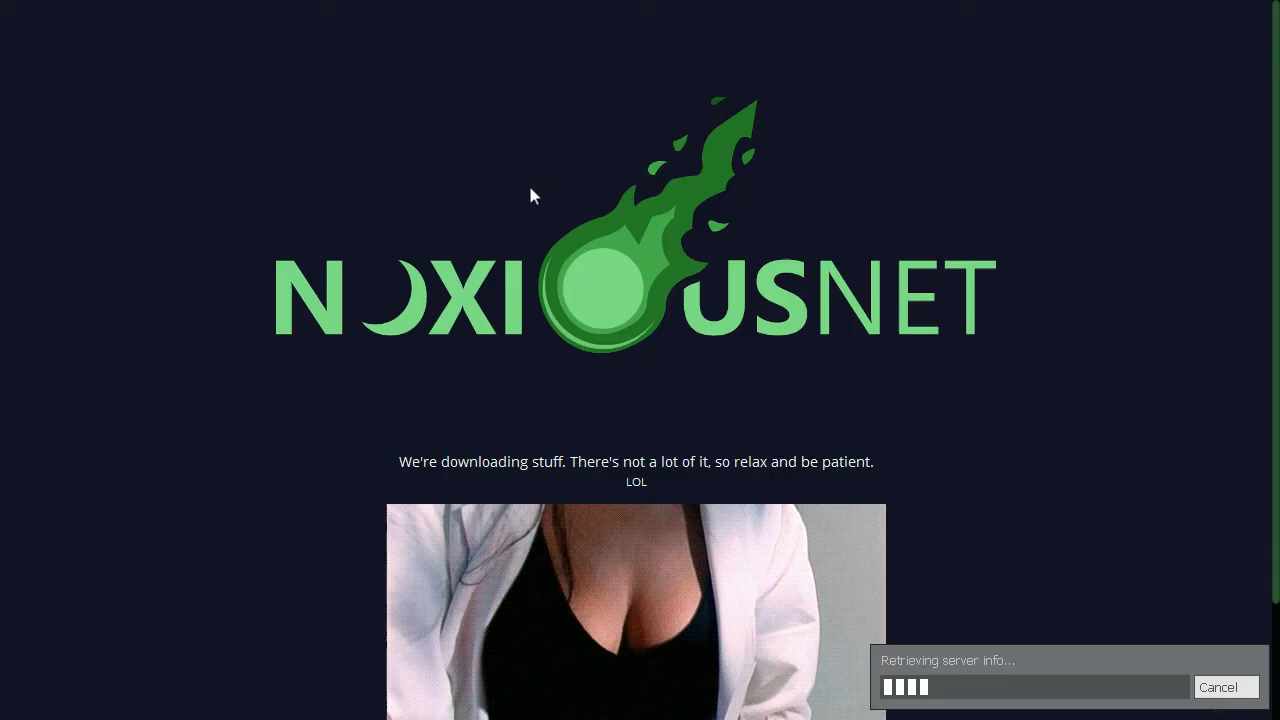 NOXIOUSNET
We're downloading stuff. There's not a lot of it, so relax and be patient.
LOL
Retrieving server info...
Cancel